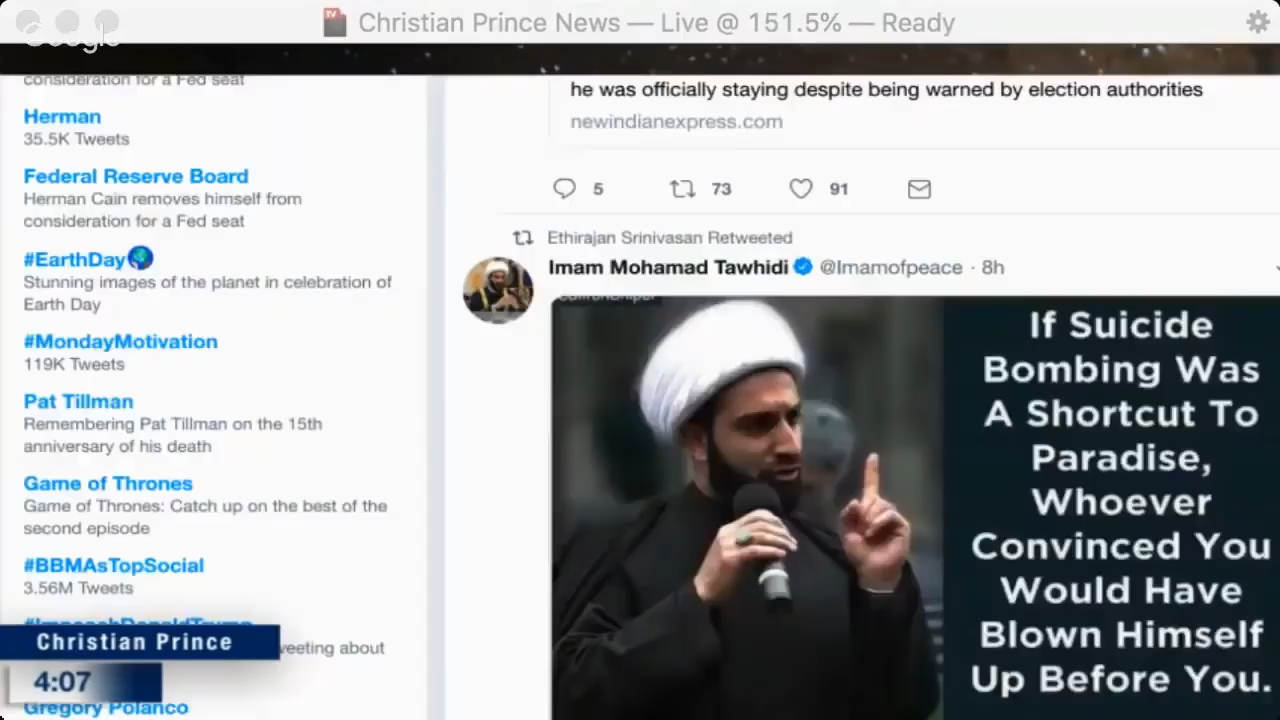 Christian Prince News — Live @ 151.5% — Ready
Google
consideration for a Fed seat
Herman
35.5K Tweets
Federal Reserve Board
Herman Cain removes himself from
consideration for a Fed seat
#EarthDay
Stunning images of the planet in celebration of
Earth Day
#MondayMotivation
119K Tweets
Pat Tillman
Remembering Pat Tillman on the 15th
anniversary of his death
Game of Thrones
Game of Thrones: Catch up on the best of the
second episode
#BBMAsTopSocial
3.56M Tweets
#ImpeachDonaldTrump
veeting about
Gregory Polanco
Christian Prince
4:07
he was officially staying despite being warned by election authorities
newindianexpress.com
5 73 91
Ethirajan Srinivasan Retweeted
Imam Mohamad Tawhidi @Imamofpeace · 8h
If Suicide
Bombing Was
A Shortcut To
Paradise,
Whoever
Convinced You
Would Have
Blown Himself
Up Before You.